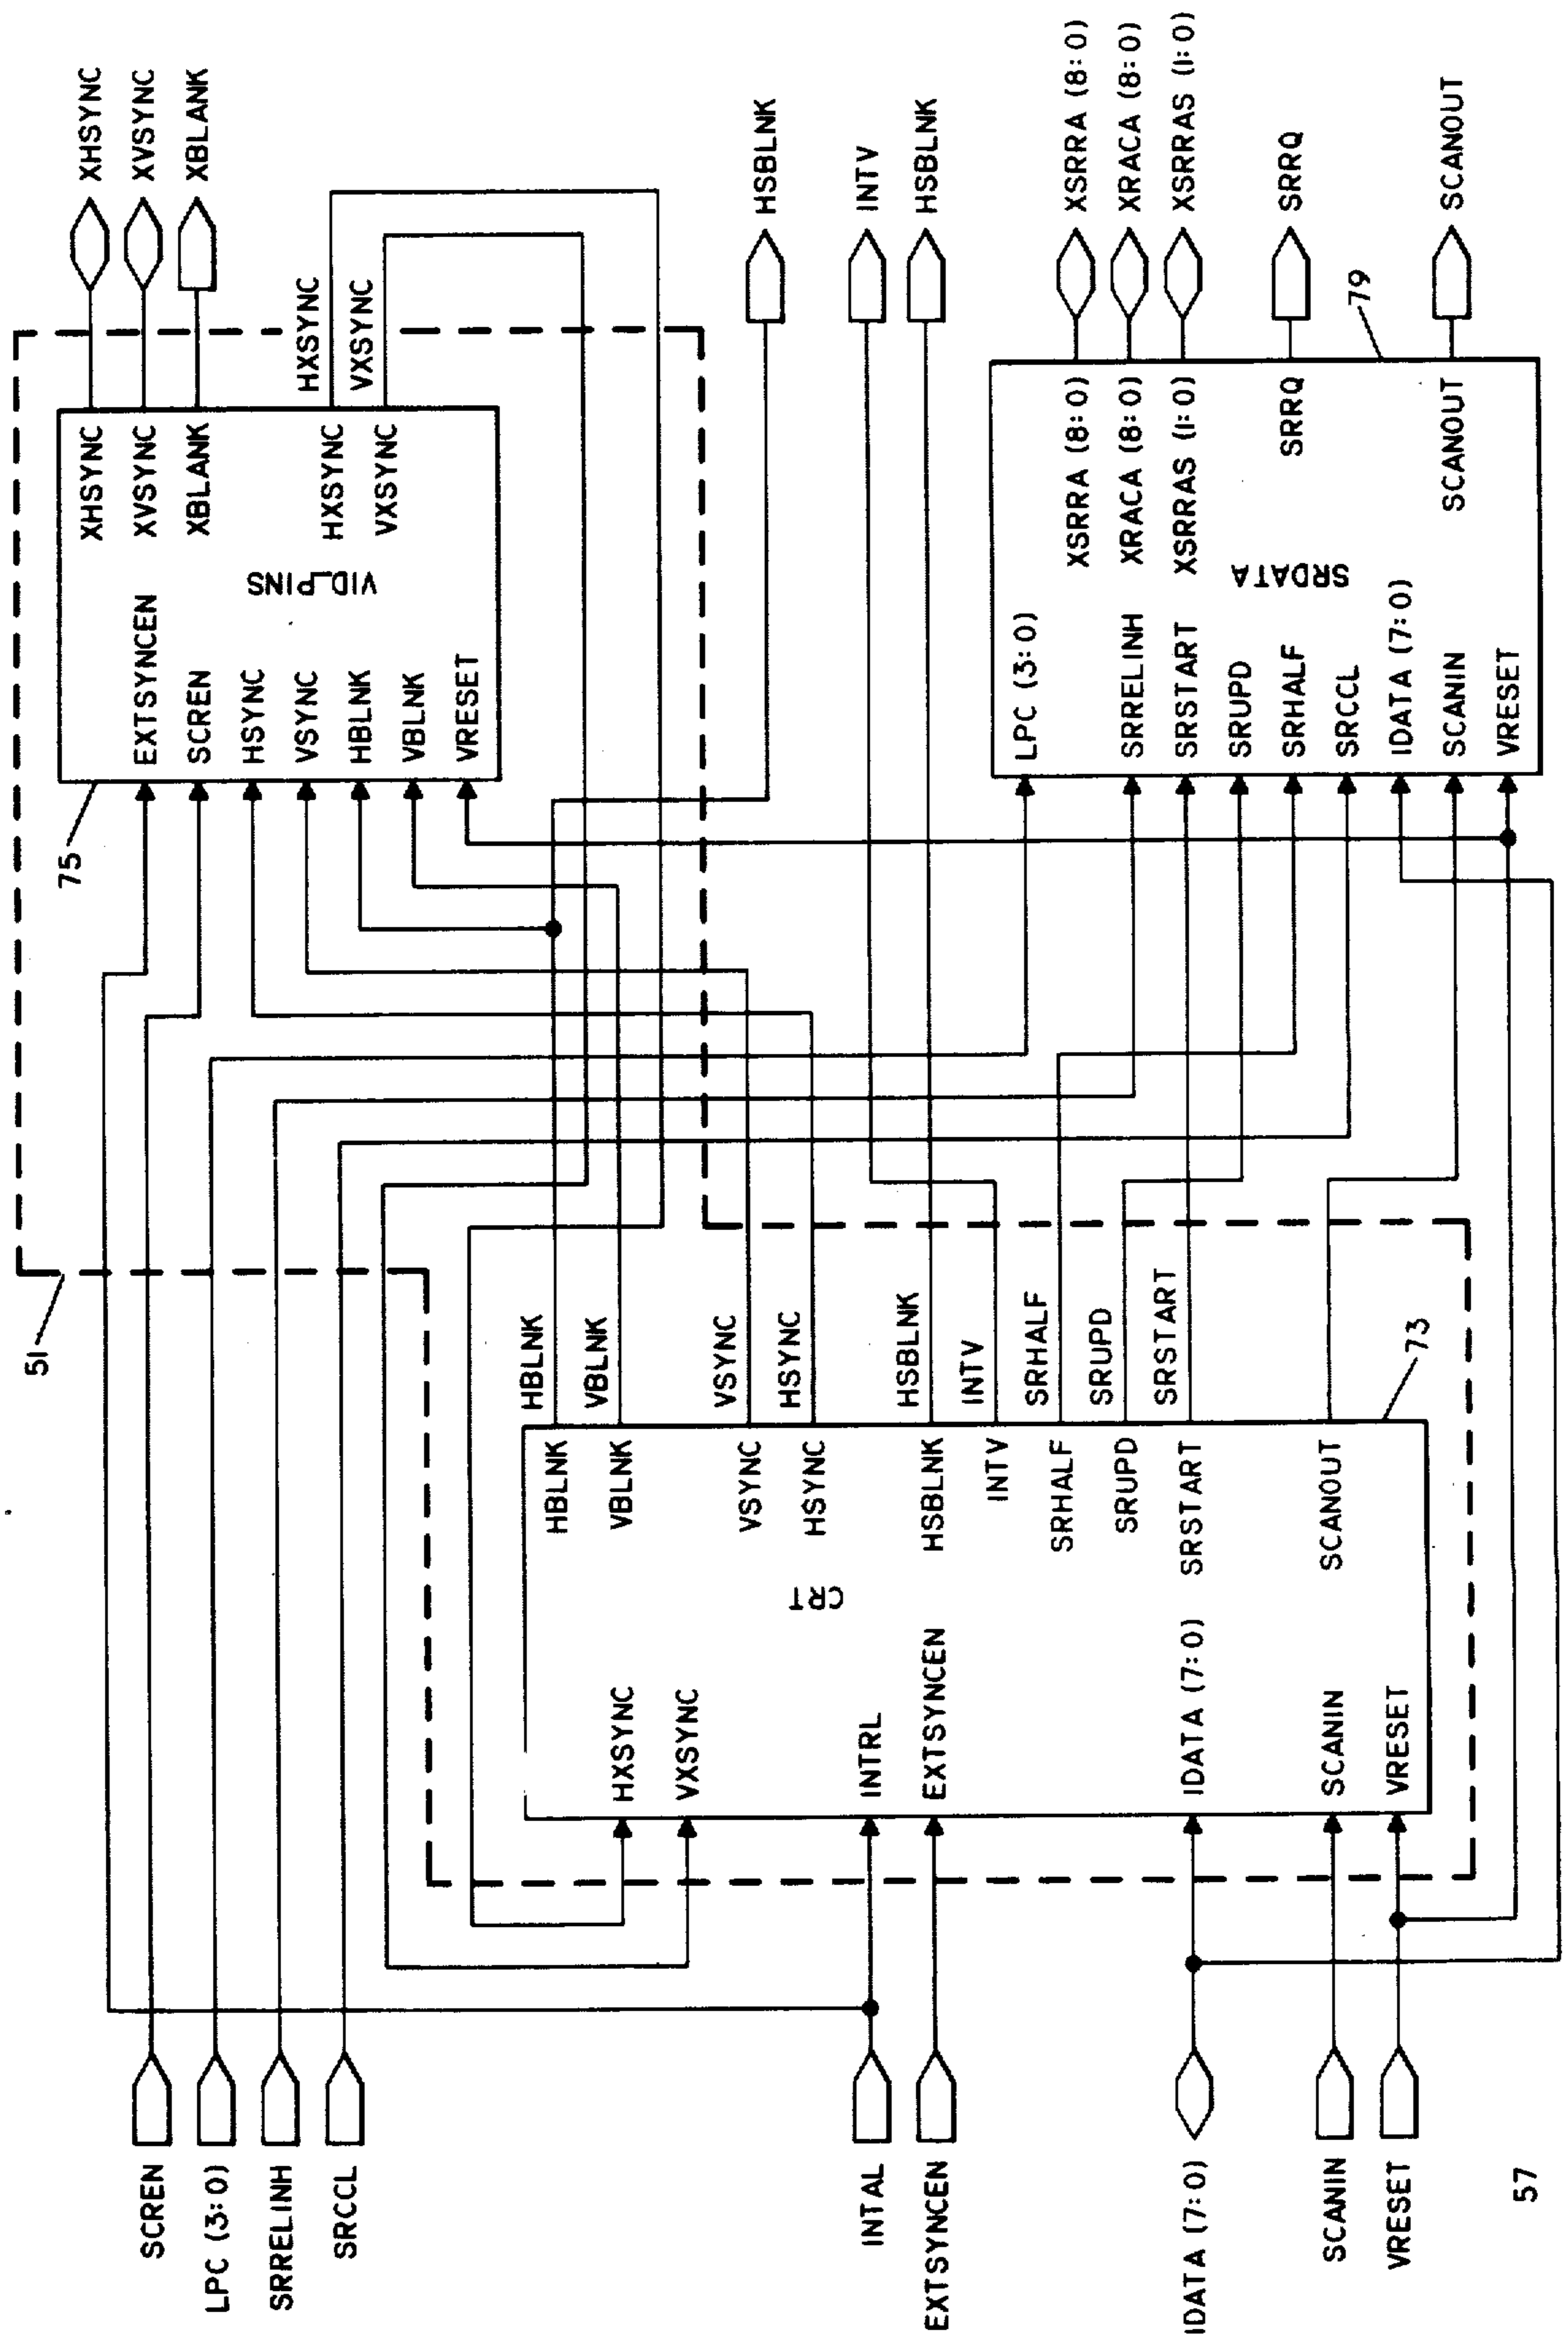 SCREN
LPC (3:0)
SRRELINH
SRCCL
INTAL
EXTSYNCEN
IDATA (7:0)
SCANIN
VRESET
57
51
CRT
HXSYNC
VXSYNC
INTRL
EXTSYNCEN
IDATA (7:0)
SCANIN
VRESET
HBLNK
VBLNK
VSYNC
HSYNC
HSBLNK
INTV
SRHALF
SRUPD
SRSTART
SCANOUT
HBLNK
VBLNK
VSYNC
HSYNC
HSBLNK
INTV
SRHALF
SRUPD
SRSTART
73
75
VID_PINS
EXTSYNCEN
SCREN
HSYNC
VSYNC
HBLNK
VBLNK
VRESET
XHSYNC
XVSYNC
XBLANK
HXSYNC
VXSYNC
HXSYNC
VXSYNC
XHSYNC
XVSYNC
XBLANK
HSBLNK
INTV
HSBLNK
SRDATA
LPC (3:0)
SRRELINH
SRSTART
SRUPD
SRHALF
SRCCL
IDATA (7:0)
SCANIN
VRESET
XSRRA (8:0)
XRACA (8:0)
XSRRAS (1:0)
SRRQ
SCANOUT
79
XSRRA (8:0)
XRACA (8:0)
XSRRAS (1:0)
SRRQ
SCANOUT